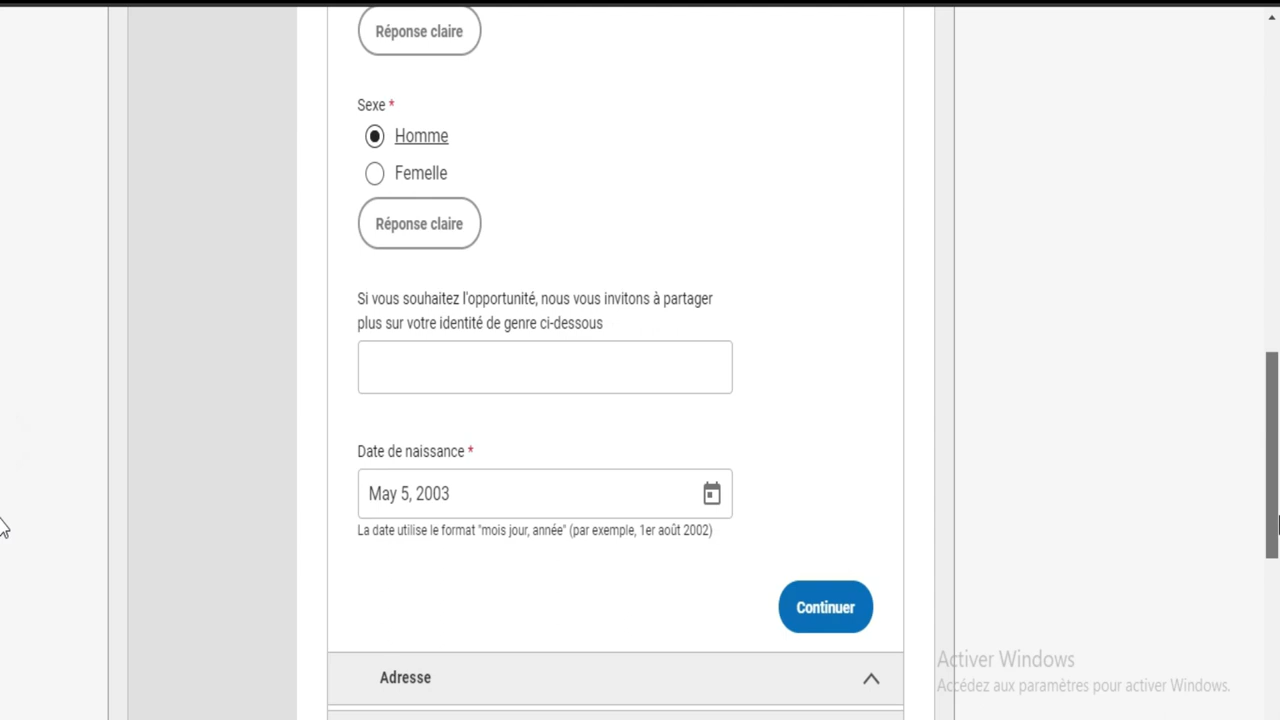 Réponse claire
Sexe *
Homme
Femelle
Réponse claire
Si vous souhaitez l'opportunité, nous vous invitons à partager
plus sur votre identité de genre ci-dessous
Date de naissance *
May 5, 2003
La date utilise le format "mois jour, année" (par exemple, 1er août 2002)
Continuer
Adresse
Activer Windows
Accédez aux paramètres pour activer Windows.